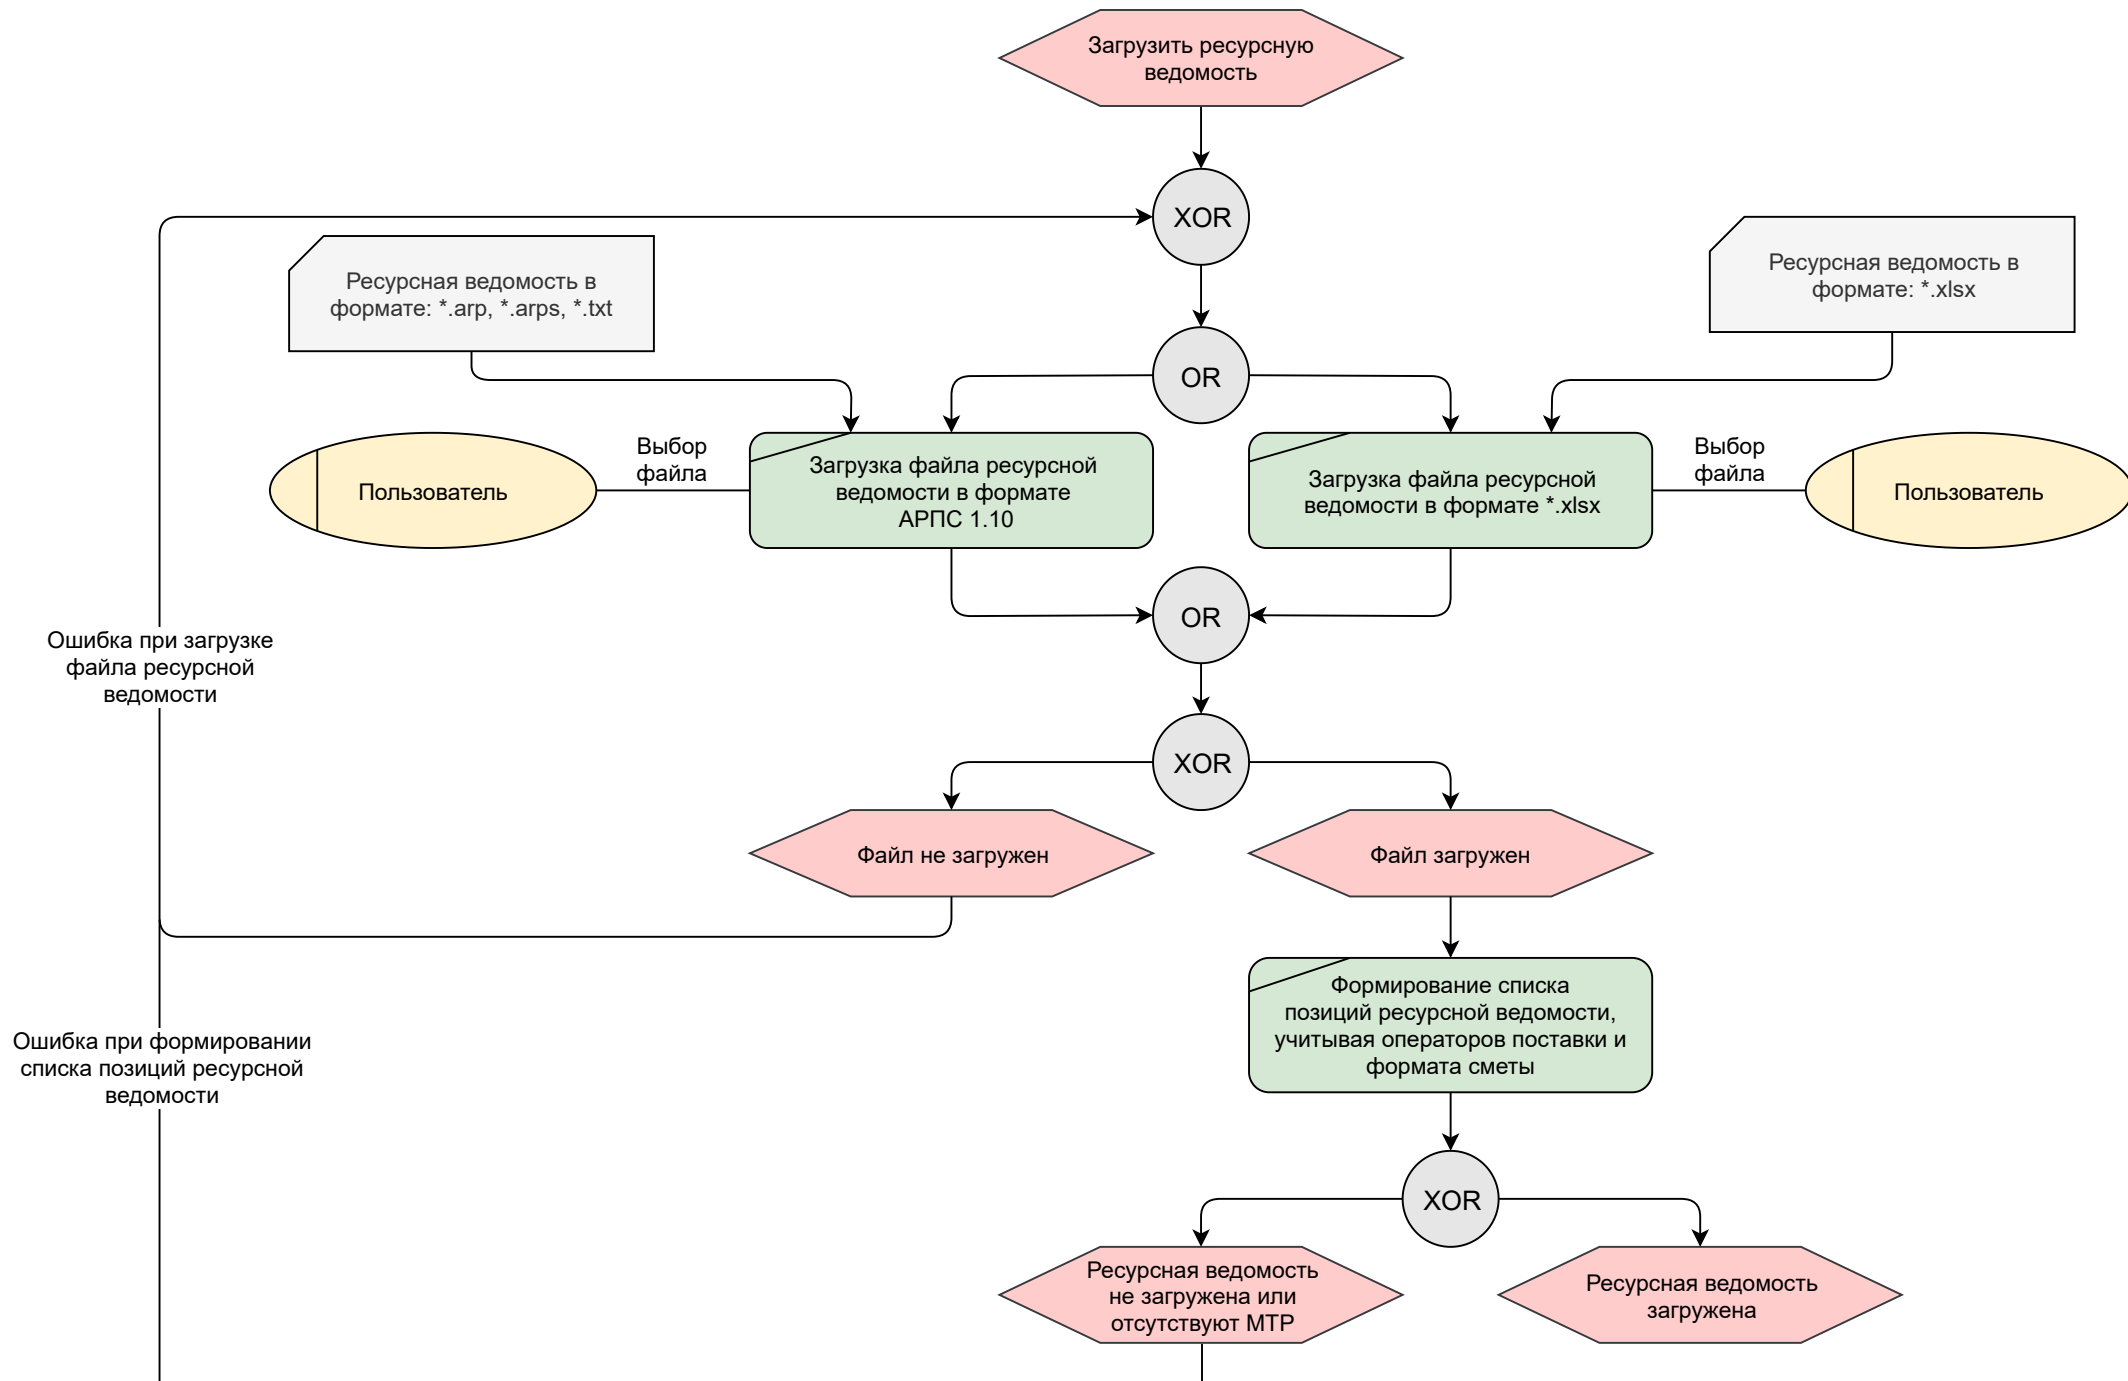 Загрузить ресурсную
ведомость
XOR
Ресурсная ведомость в
формате: *.arp, *.arps, *.txt
Ресурсная ведомость в
формате: *.xlsx
OR
Пользователь
Выбор
файла
Загрузка файла ресурсной
ведомости в формате
АРПС 1.10
Загрузка файла ресурсной
ведомости в формате *.xlsx
Выбор
файла
Пользователь
OR
Ошибка при загрузке
файла ресурсной
ведомости
XOR
Файл не загружен
Файл загружен
Формирование списка
позиций ресурсной ведомости,
учитывая операторов поставки и
формата сметы
Ошибка при формировании
списка позиций ресурсной
ведомости
XOR
Ресурсная ведомость
не загружена или
отсутствуют МТР
Ресурсная ведомость
загружена